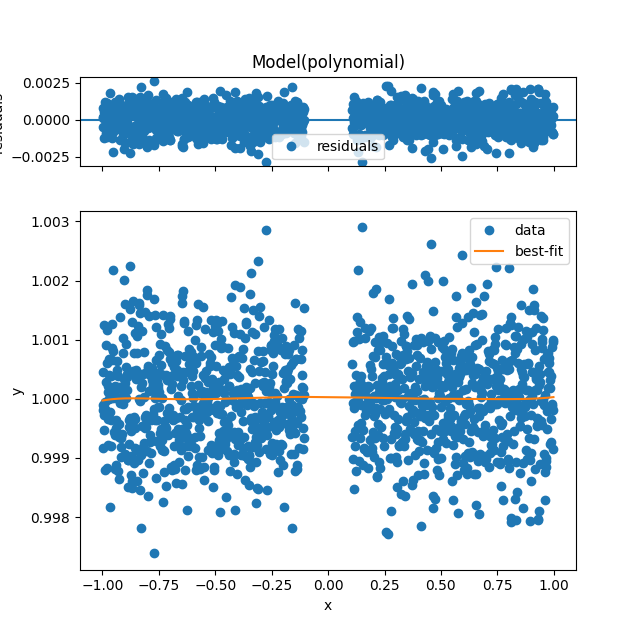 Model(polynomial)
residuals
0.0025
0.0000
−0.0025
residuals
y
1.003
1.002
1.001
1.000
0.999
0.998
data
best-fit
−1.00 −0.75 −0.50 −0.25 0.00 0.25 0.50 0.75 1.00
x